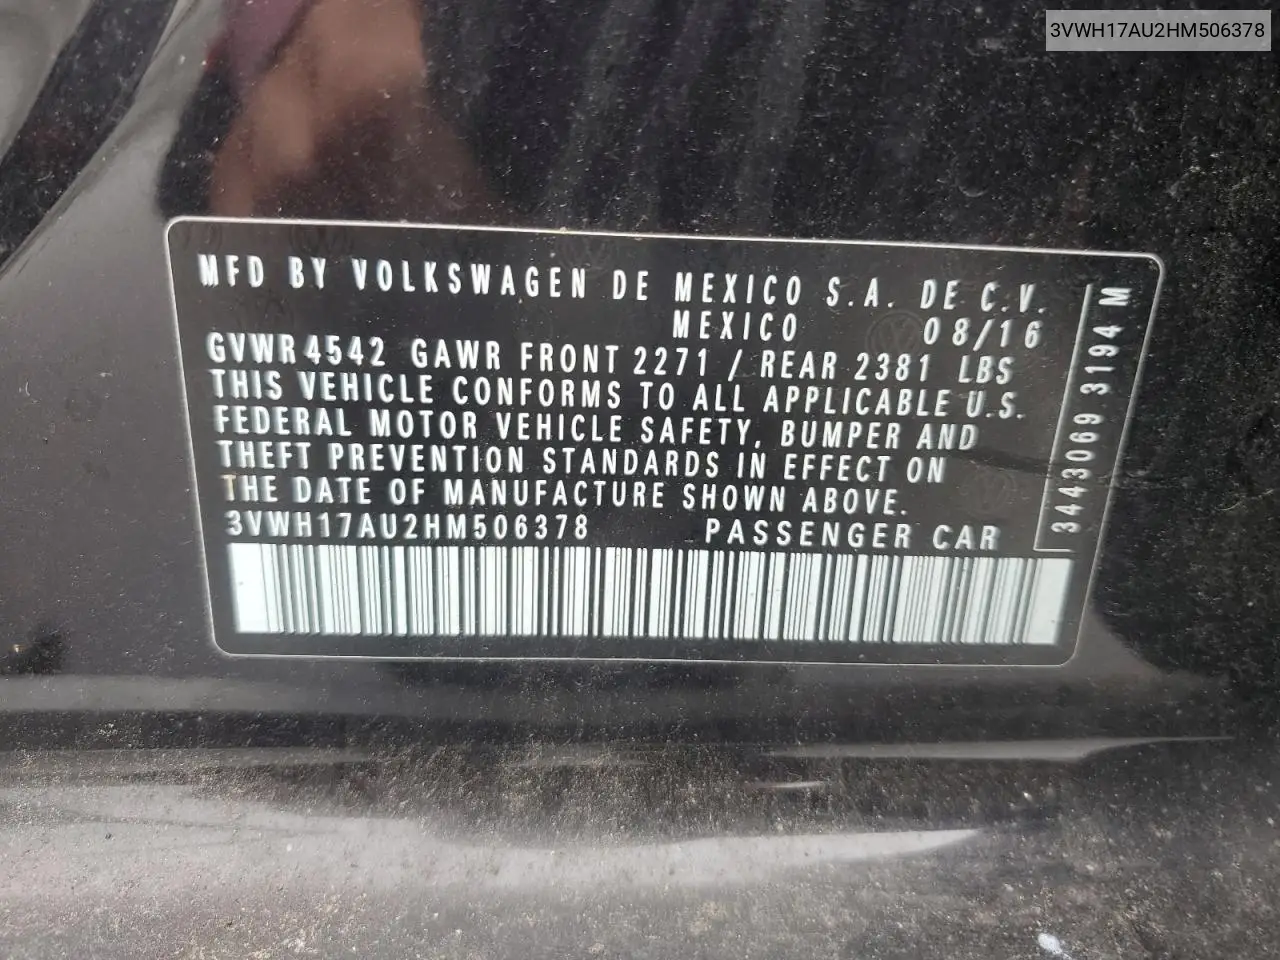 3VWH17AU2HM506378
MFD BY VOLKSWAGEN DE MEXICO S.A. DE C.V.
MEXICO 08/16
GVWR 4542 GAWR FRONT 2271 / REAR 2381 LBS
THIS VEHICLE CONFORMS TO ALL APPLICABLE U.S.
FEDERAL MOTOR VEHICLE SAFETY, BUMPER AND
THEFT PREVENTION STANDARDS IN EFFECT ON
THE DATE OF MANUFACTURE SHOWN ABOVE.
3VWH17AU2HM506378 PASSENGER CAR
3443069 3194 M